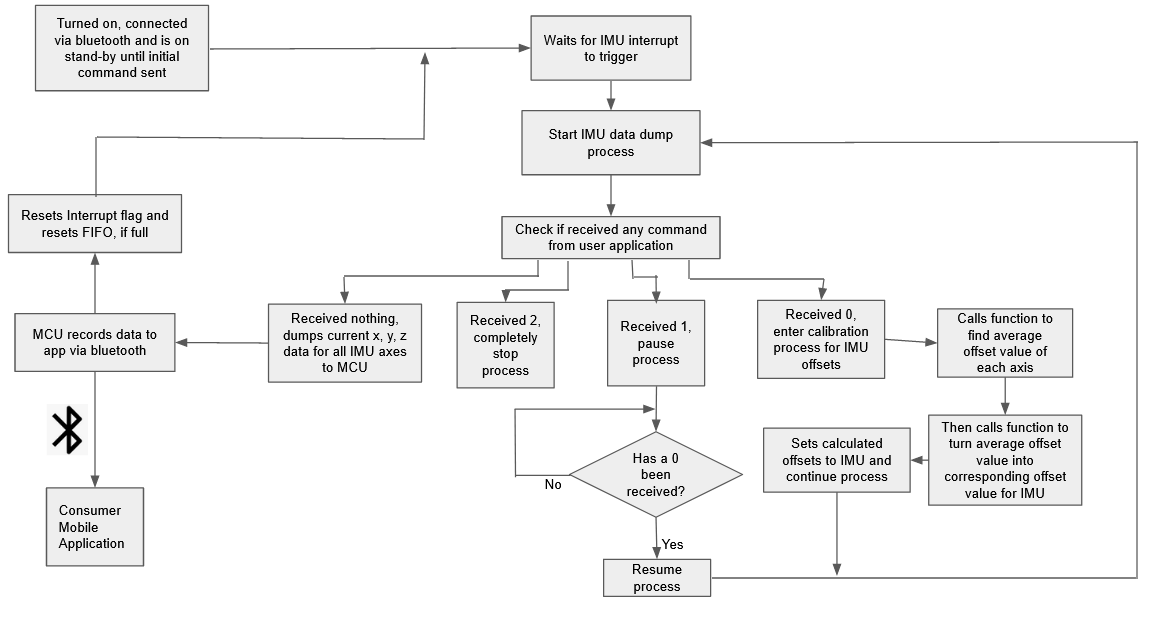 Turned on, connected
via bluetooth and is on
stand-by until initial
command sent
Waits for IMU interrupt
to trigger
Start IMU data dump
process
Resets Interrupt flag and
resets FIFO, if full
Check if received any command
from user application
MCU records data to
app via bluetooth
Received nothing,
dumps current x, y, z
data for all IMU axes
to MCU
Received 2,
completely
stop
process
Received 1,
pause
process
Received 0,
enter calibration
process for IMU
offsets
Calls function to
find average
offset value of
each axis
Then calls function to
turn average offset
value into
corresponding offset
value for IMU
Sets calculated
offsets to IMU and
continue process
Has a 0
been
received?
No
Yes
Consumer
Mobile
Application
Resume
process